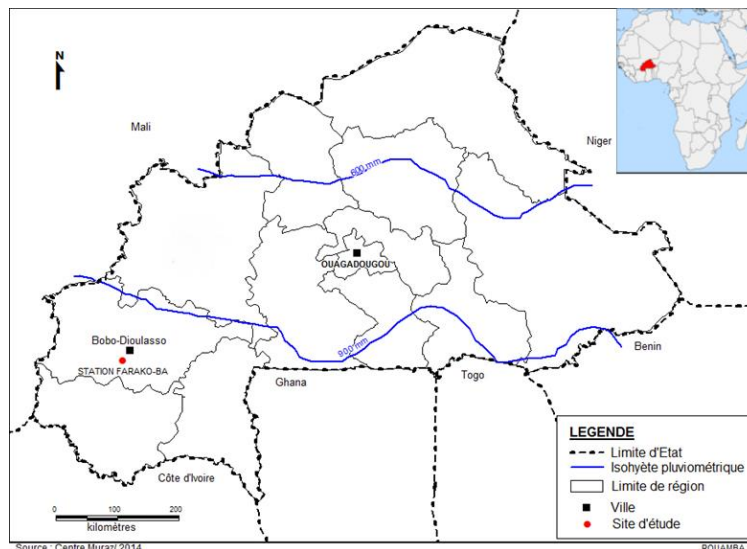 N
Mali
Niger
600 mm
OUAGADOUGOU
Bobo-Dioulasso
STATION FARAKO-BA
900 mm
Benin
Ghana
Togo
Côte d'Ivoire
0 100 200
kilomètres
LEGENDE
Limite d'Etat
Isohyète pluviométrique
Limite de région
Ville
Site d'étude
Source : Centre Muraz/ 2014
POUAMBA